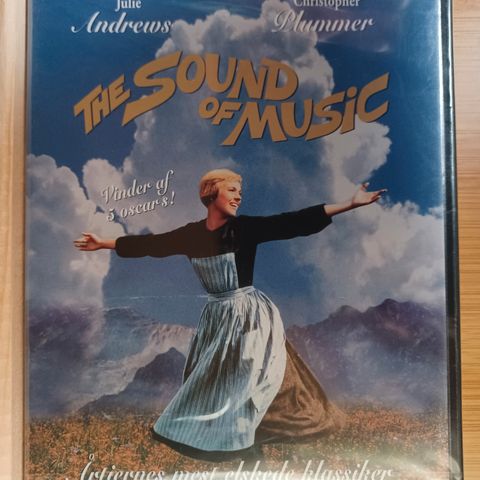 Julie
Christopher
Andrews
Plummer
THE SOUND
OF MUSIC
Vinder af
5 oscars!
Årtiernes mest elskede klassiker